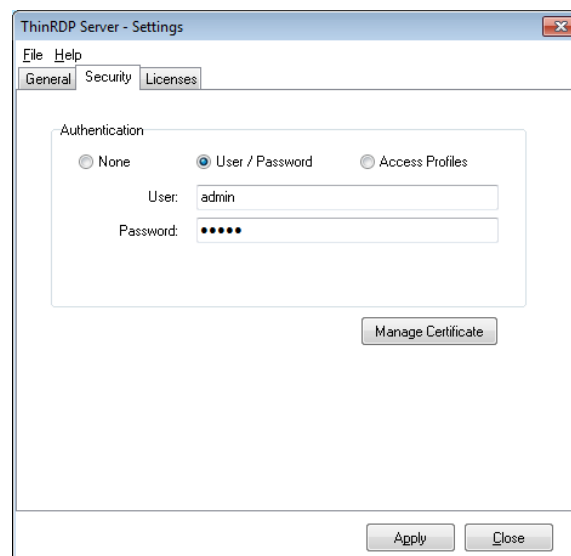 ThinRDP Server - Settings
File Help
General Security Licenses
Authentication
None User / Password Access Profiles
User: admin
Password: •••••
Manage Certificate
Apply Close